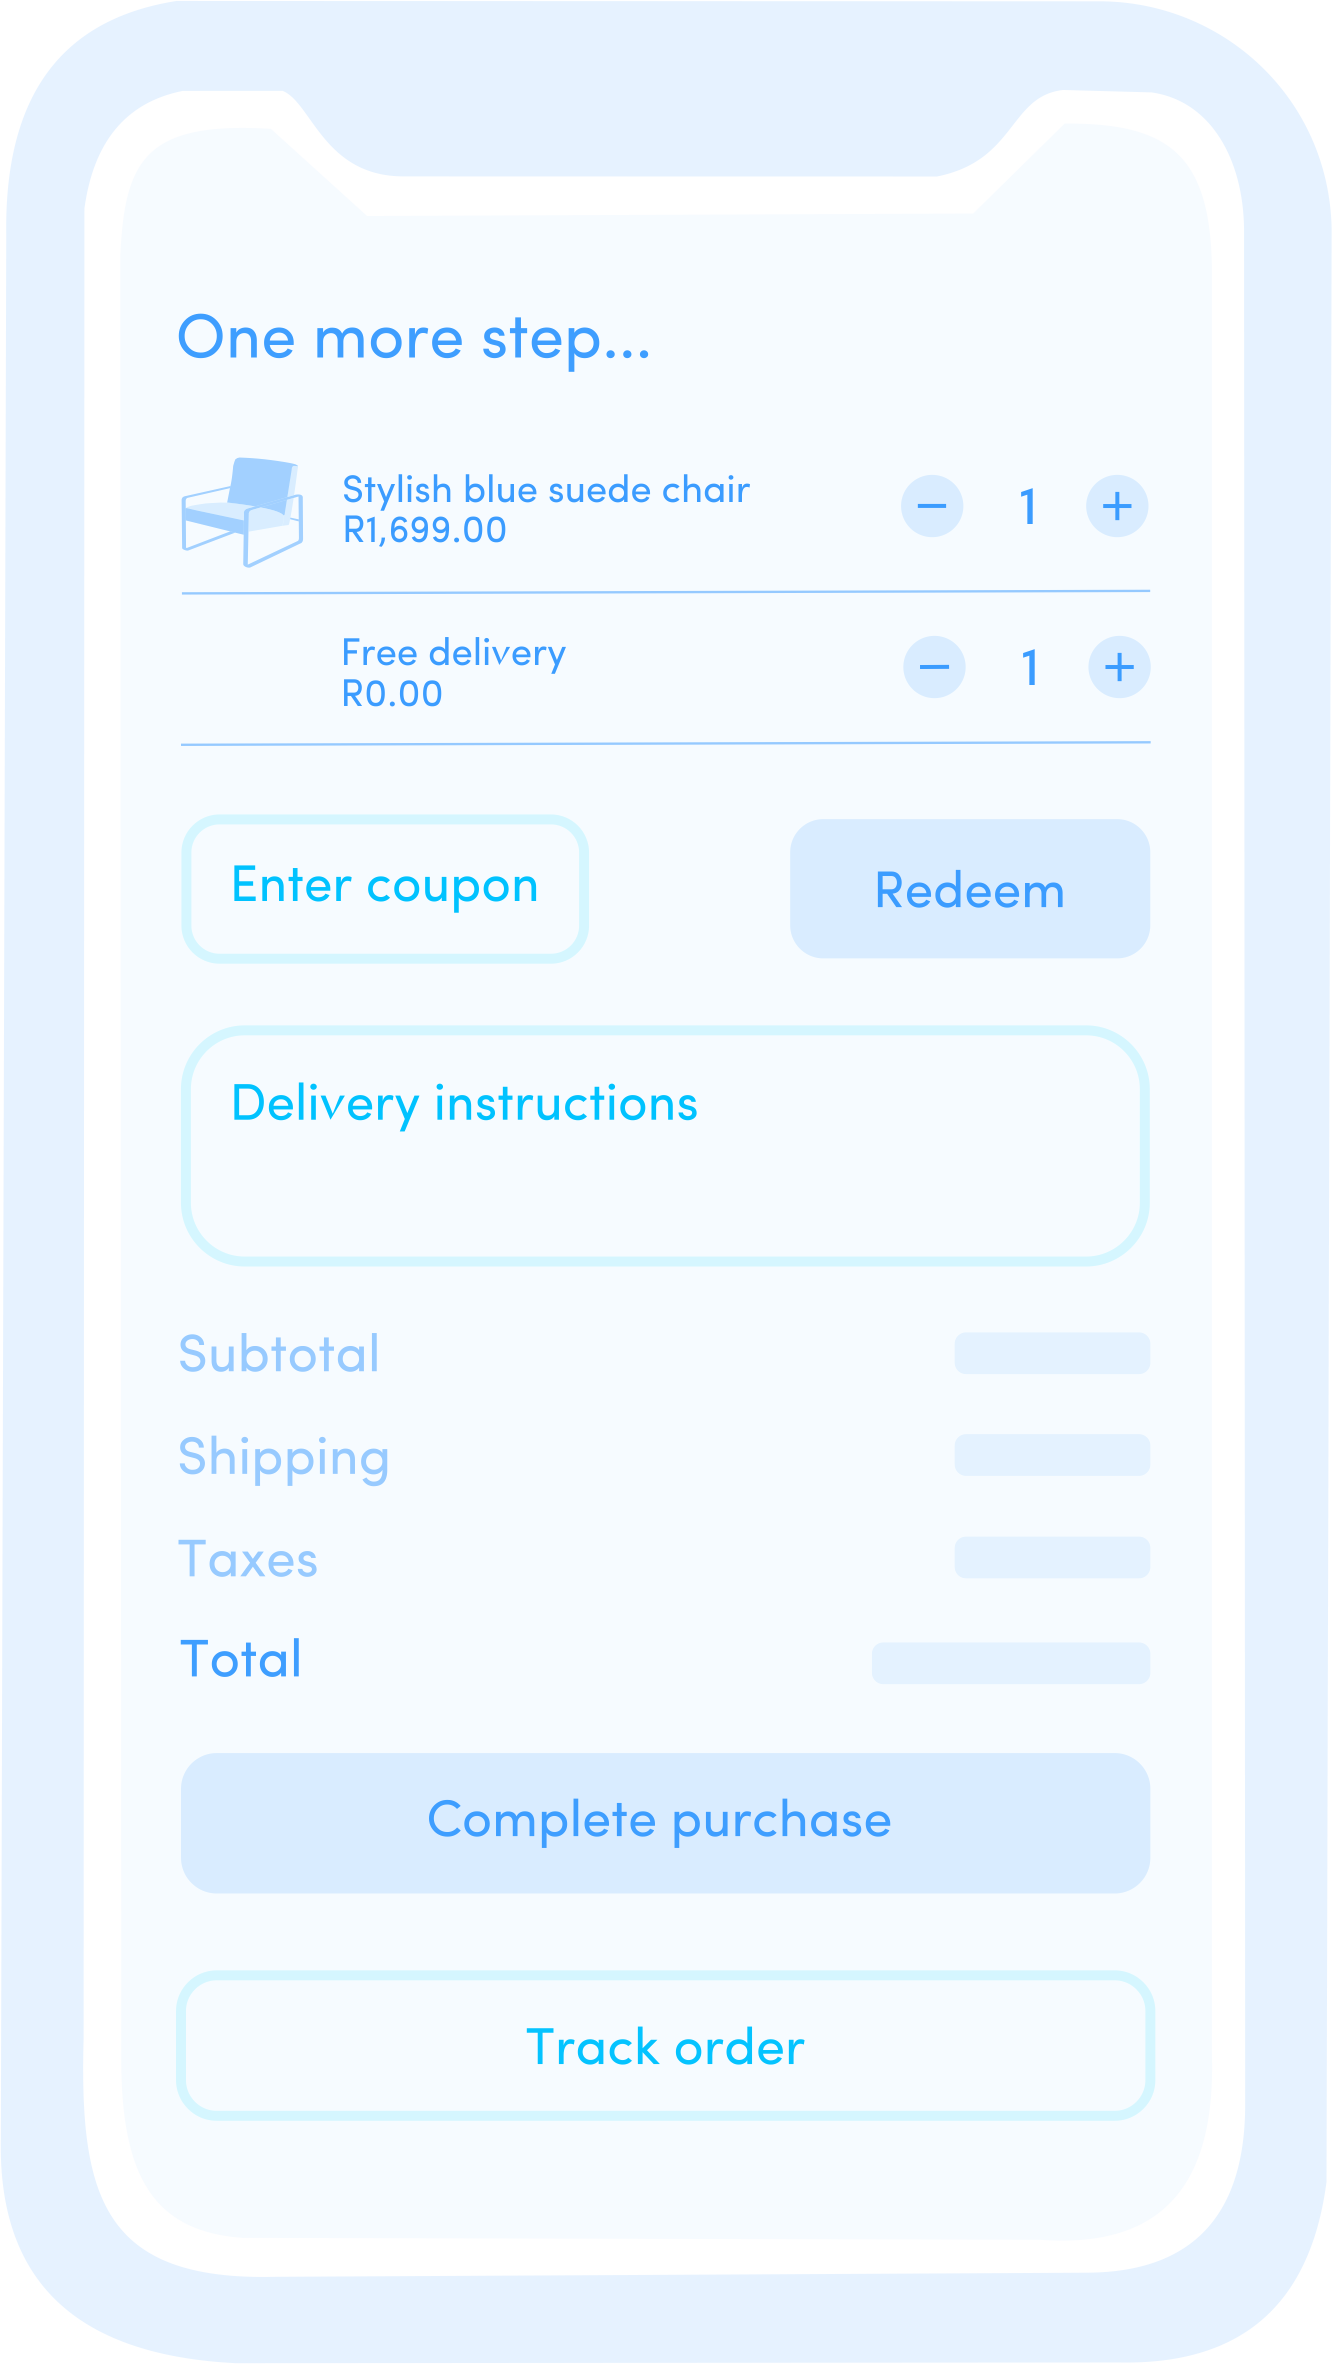 One more step...
Stylish blue suede chair
R1,699.00
− 1 +
Free delivery
R0.00
− 1 +
Enter coupon
Redeem
Delivery instructions
Subtotal
Shipping
Taxes
Total
Complete purchase
Track order